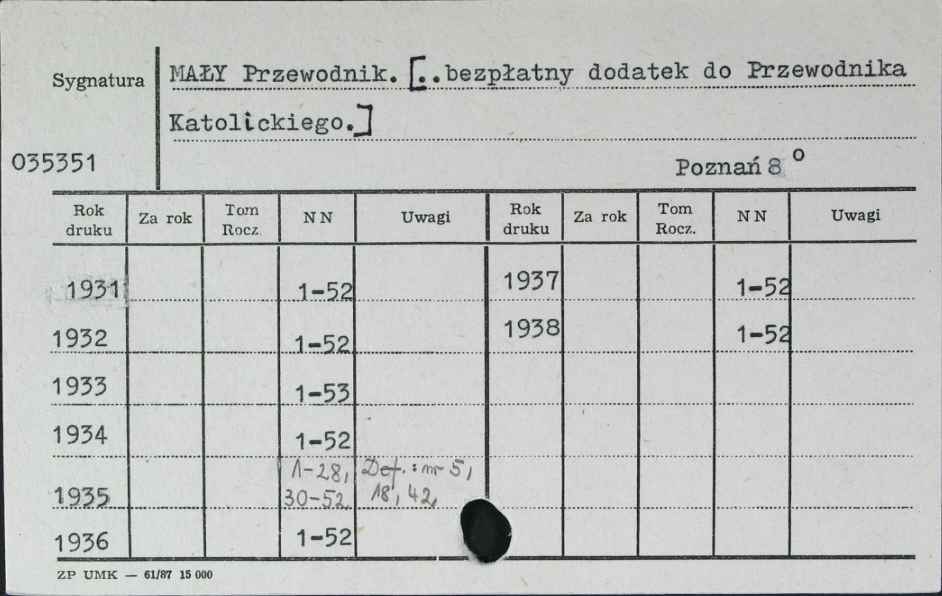 Sygnatura
MAŁY Przewodnik. [..bezpłatny dodatek do Przewodnika
Katolickiego.]
035351
Poznań 8 o
Rok druku Za rok Tom Rocz. NN Uwagi Rok druku Za rok Tom Rocz. NN Uwagi
1931 1-52 1937 1-52
1932 1-52 1938 1-52
1933 1-53
1934 1-52
1-28, Def.: nr 5,
1935 30-52, 18, 42,
1936 1-52
ZP UMK — 61/87 15 000